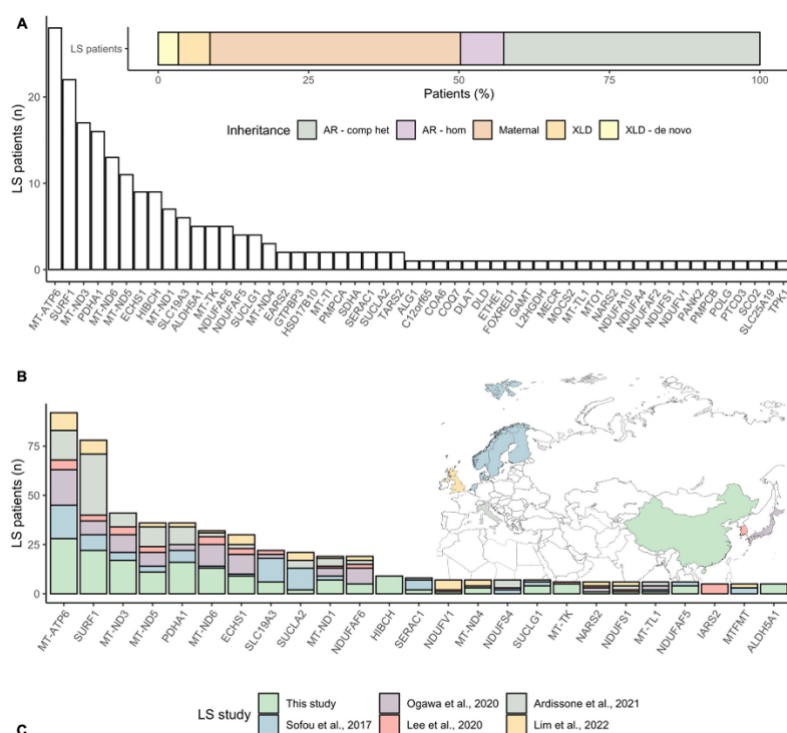 A
LS patients
0 25 50 75 100
Patients (%)
Inheritance AR - comp het AR - hom Maternal XLD XLD - de novo
LS patients (n)
20
10
0
MT-ATP6
SURF1
MT-ND3
PDHA1
MT-ND6
MT-ND5
ECHS1
HIBCH
MT-ND1
SLC19A3
ALDH5A1
MT-TK
NDUFAF6
NDUFAF5
SUCLG1
MT-ND4
EARS2
GTPBP3
HSD17B10
MT-TI
PMPCA
SDHA
SERAC1
SUCLA2
TARS2
ALG1
C12orf65
COA6
COQ7
DLAT
DLD
ETHE1
FOXRED1
GAMT
L2HGDH
MECR
MOCS2
MT-TL1
MTO1
NARS2
NDUFA10
NDUFA4
NDUFAF2
NDUFS1
NDUFV1
PANK2
PMPCB
POLG
PTCD3
SCO2
SLC25A19
TPK1
B
LS patients (n)
75
50
25
0
MT-ATP6
SURF1
MT-ND3
MT-ND5
PDHA1
MT-ND6
ECHS1
SLC19A3
SUCLA2
MT-ND1
NDUFAF6
HIBCH
SERAC1
NDUFV1
MT-ND4
NDUFS4
SUCLG1
MT-TK
NARS2
NDUFS1
MT-TL1
NDUFAF5
IARS2
MTFMT
ALDH5A1
LS study This study Ogawa et al., 2020 Ardissone et al., 2021
Sofou et al., 2017 Lee et al., 2020 Lim et al., 2022
C